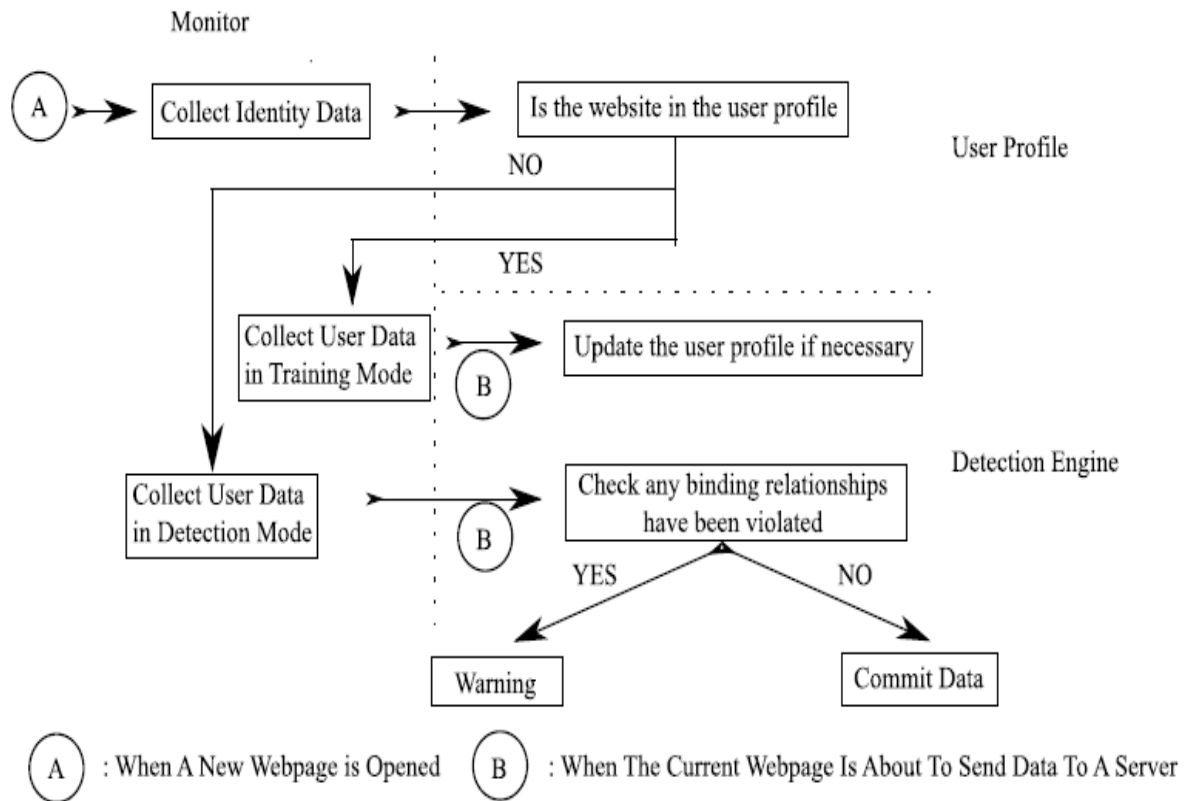 Monitor
A
Collect Identity Data
Is the website in the user profile
User Profile
NO
YES
Collect User Data
in Training Mode
B
Update the user profile if necessary
Collect User Data
in Detection Mode
B
Check any binding relationships
have been violated
Detection Engine
YES
NO
Warning
Commit Data
A : When A New Webpage is Opened
B : When The Current Webpage Is About To Send Data To A Server